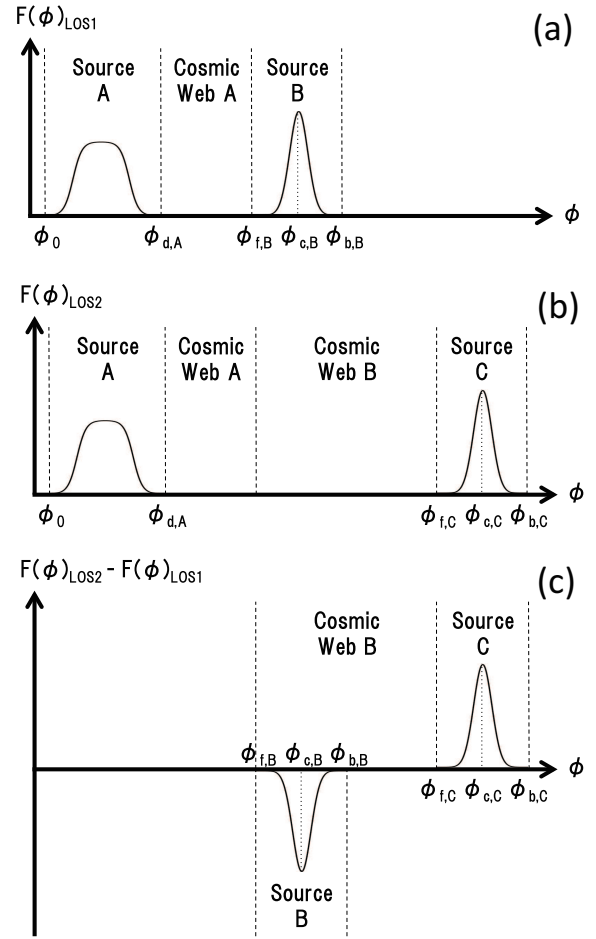 F(ϕ)LOS1
(a)
Source
A
Cosmic
Web A
Source
B
ϕ
ϕ0
ϕd,A
ϕf,B
ϕc,B
ϕb,B
F(ϕ)LOS2
(b)
Source
A
Cosmic
Web A
Cosmic
Web B
Source
C
ϕ
ϕ0
ϕd,A
ϕf,C
ϕc,C
ϕb,C
F(ϕ)LOS2 - F(ϕ)LOS1
(c)
Cosmic
Web B
Source
C
ϕf,B
ϕc,B
ϕb,B
ϕ
ϕf,C
ϕc,C
ϕb,C
Source
B